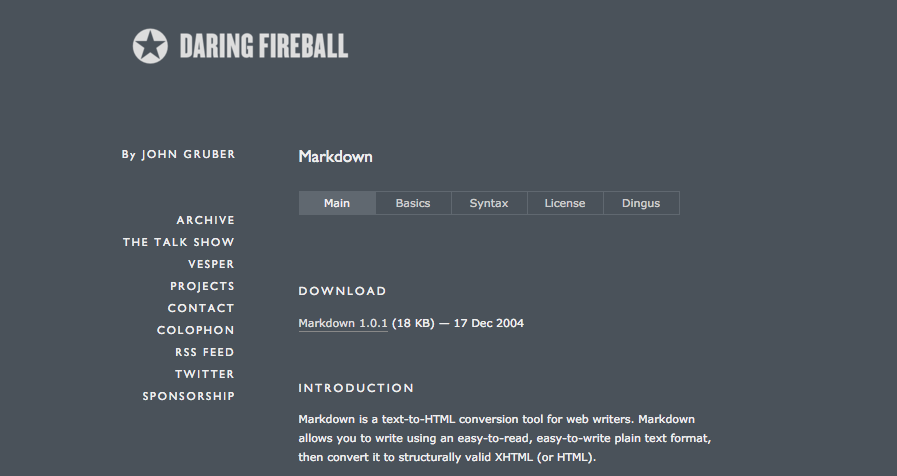 DARING FIREBALL
By JOHN GRUBER
ARCHIVE
THE TALK SHOW
VESPER
PROJECTS
CONTACT
COLOPHON
RSS FEED
TWITTER
SPONSORSHIP
Markdown
Main Basics Syntax License Dingus
DOWNLOAD
Markdown 1.0.1 (18 KB) — 17 Dec 2004
INTRODUCTION
Markdown is a text-to-HTML conversion tool for web writers. Markdown
allows you to write using an easy-to-read, easy-to-write plain text format,
then convert it to structurally valid XHTML (or HTML).